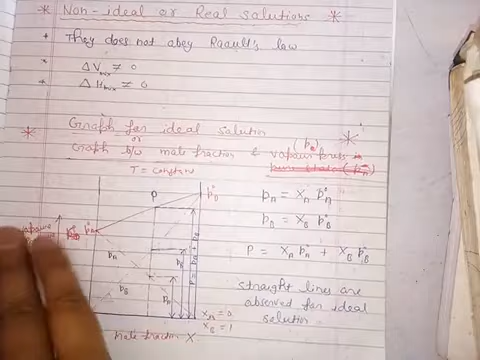 * Non-ideal or Real solutions *
* They does not obey Raoult's law
* ΔVmix ≠ 0
* ΔHmix ≠ 0
* Graph for ideal solution *
or
Graph b/w mole fraction & vapour press
T = constant
P
p°B
pA = XA p°A
pB = XB p°B
P = XA p°A + XB p°B
pA
pB
XA = 0
XB = 1
mole fraction X
straight lines are
observed for ideal
solution